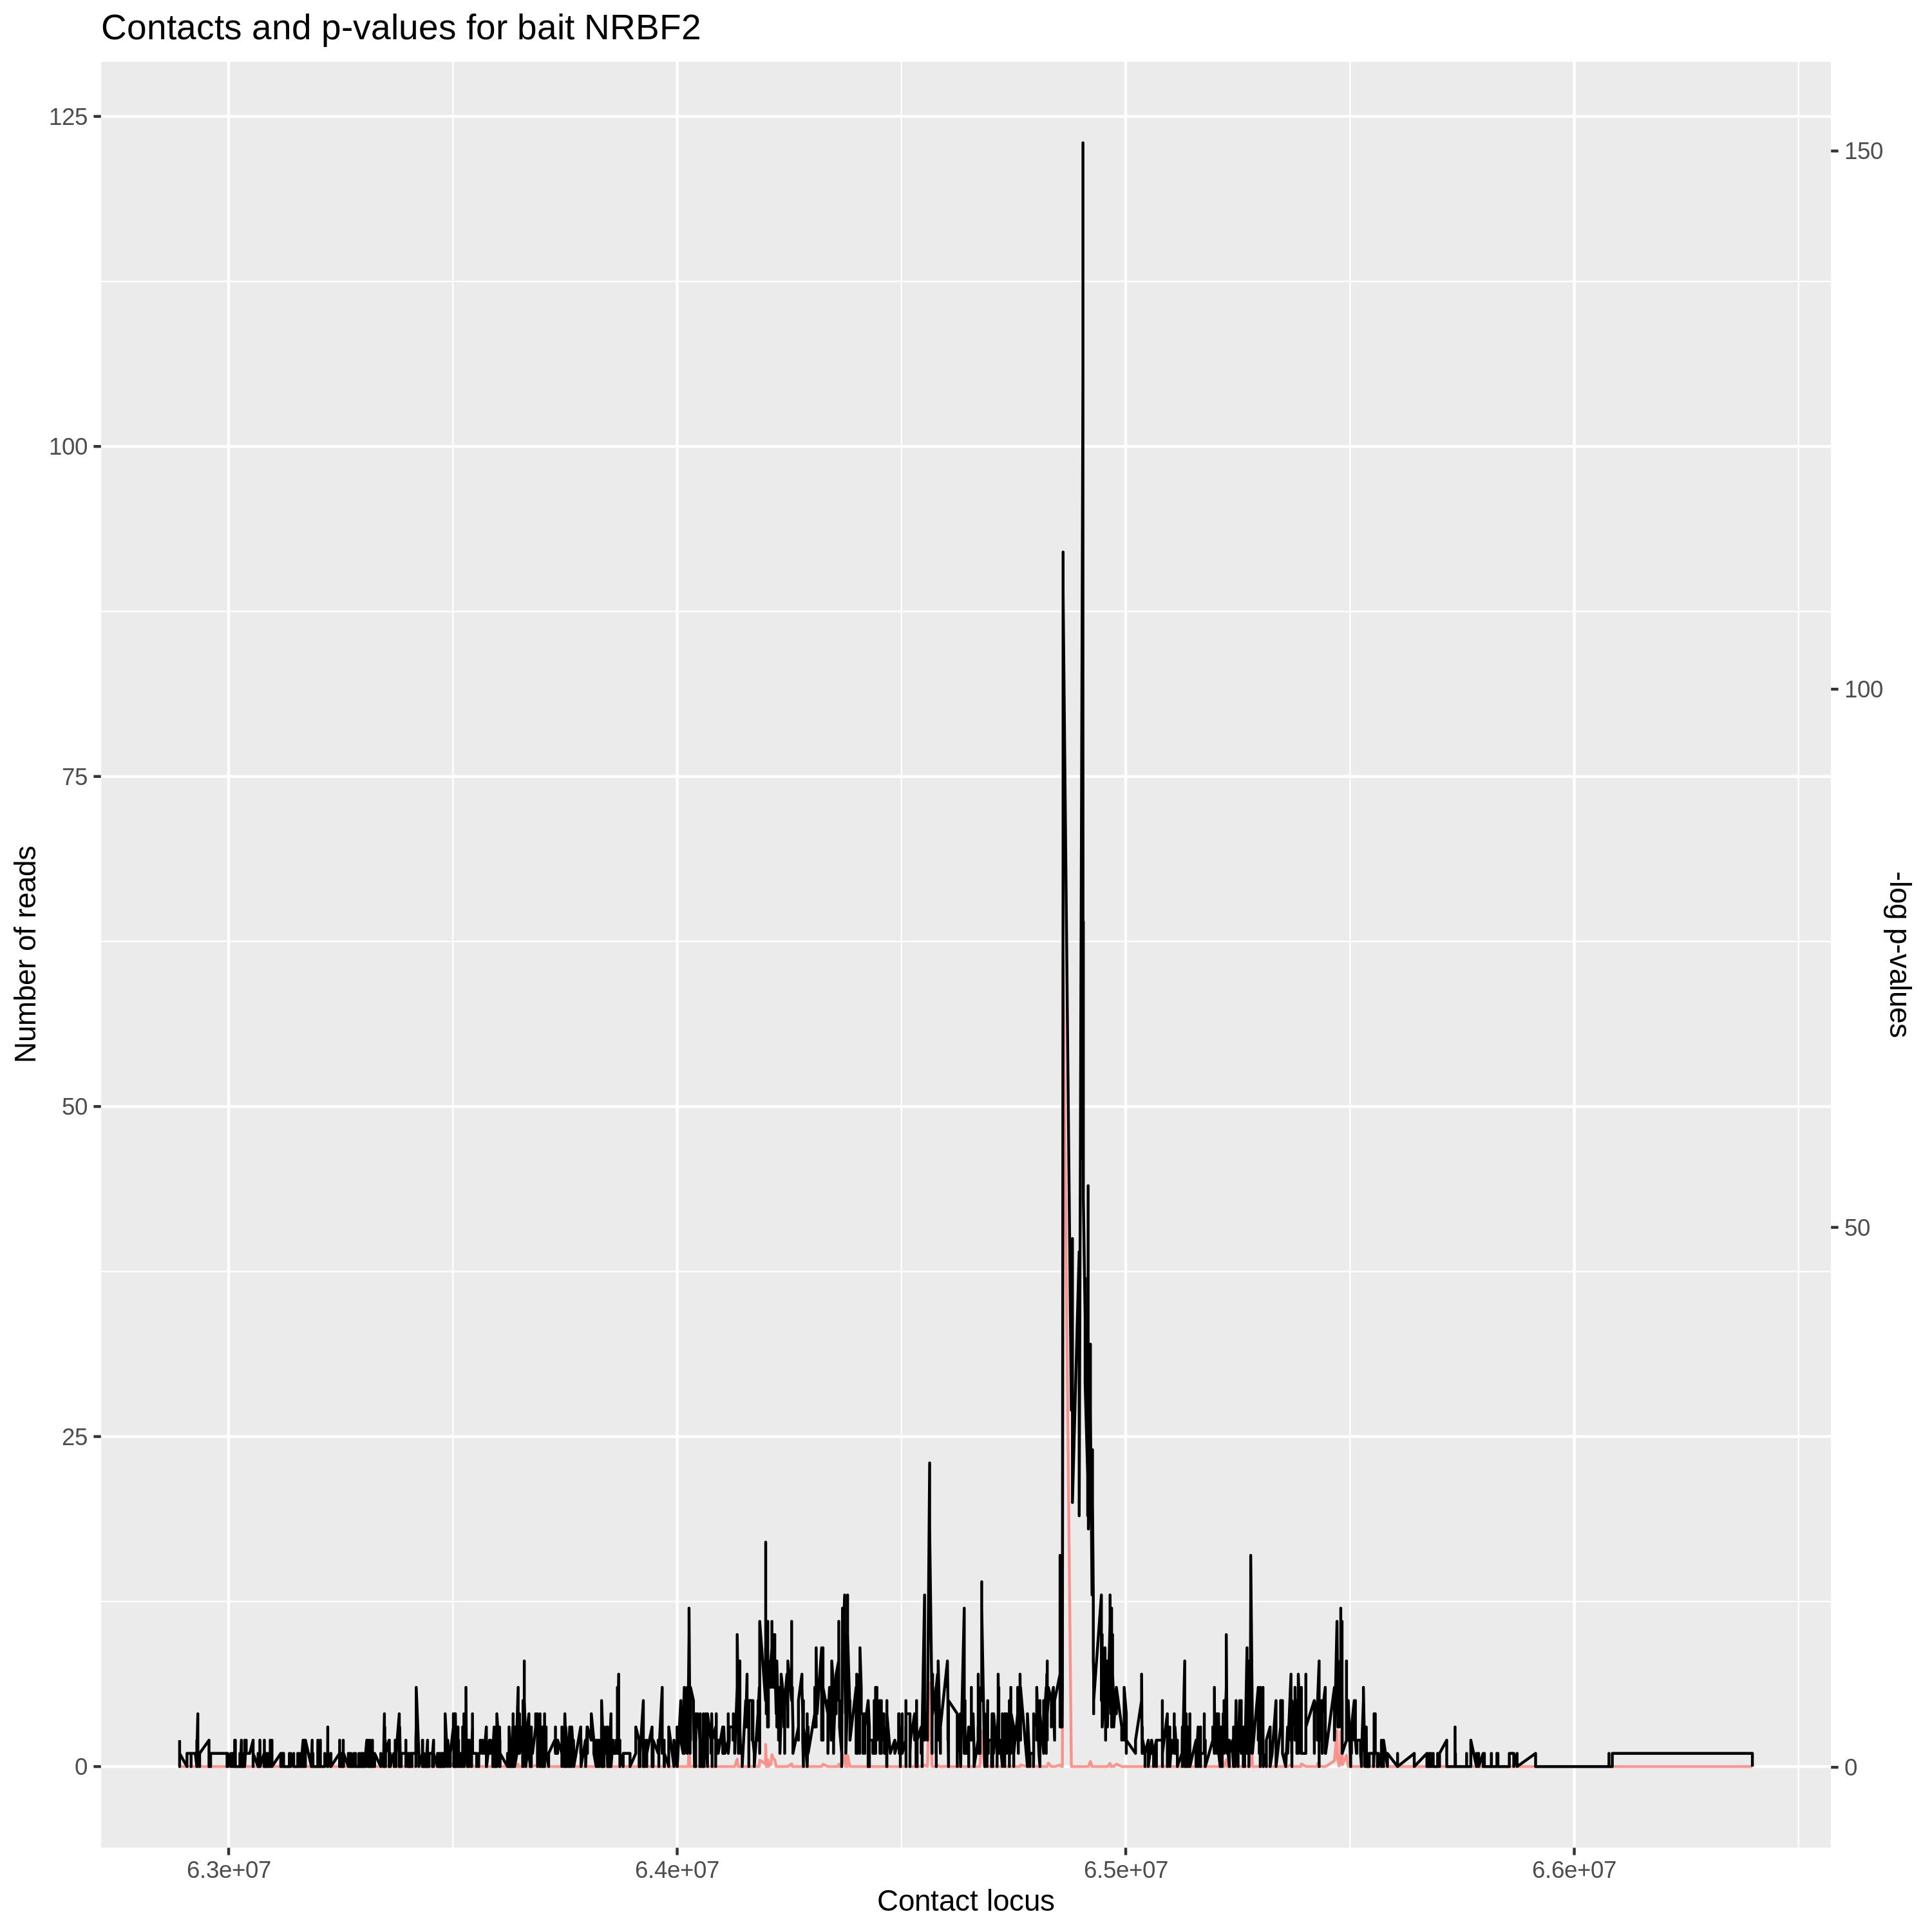 Contacts and p-values for bait NRBF2
125
100
75
50
25
0
Number of reads
150
100
50
0
-log p-values
6.3e+07 6.4e+07 6.5e+07 6.6e+07
Contact locus